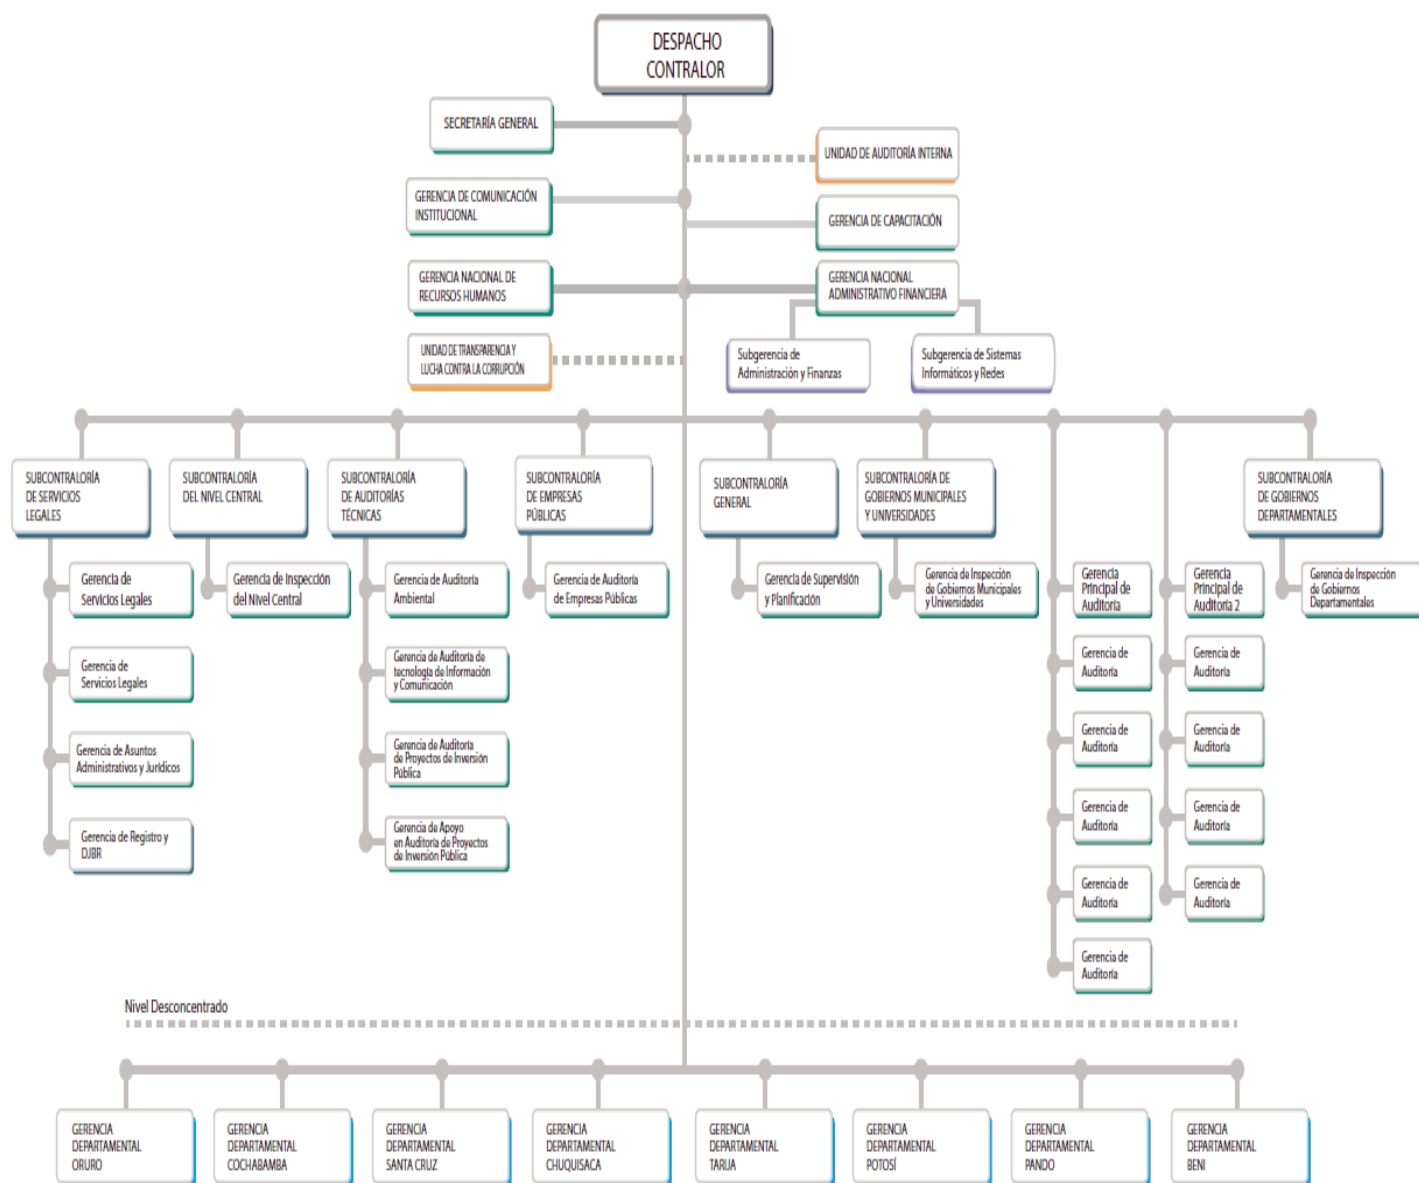 DESPACHO
CONTRALOR
SECRETARÍA GENERAL
UNIDAD DE AUDITORÍA INTERNA
GERENCIA DE COMUNICACIÓN
INSTITUCIONAL
GERENCIA DE CAPACITACIÓN
GERENCIA NACIONAL DE
RECURSOS HUMANOS
GERENCIA NACIONAL
ADMINISTRATIVO FINANCIERA
UNIDAD DE TRANSPARENCIA Y
LUCHA CONTRA LA CORRUPCIÓN
Subgerencia de
Administración y Finanzas
Subgerencia de Sistemas
Informáticos y Redes
SUBCONTRALORÍA
DE SERVICIOS
LEGALES
SUBCONTRALORÍA
DEL NIVEL CENTRAL
SUBCONTRALORÍA
DE AUDITORÍAS
TÉCNICAS
SUBCONTRALORÍA
DE EMPRESAS
PÚBLICAS
SUBCONTRALORÍA
GENERAL
SUBCONTRALORÍA DE
GOBIERNOS MUNICIPALES
Y UNIVERSIDADES
SUBCONTRALORÍA
DE GOBIERNOS
DEPARTAMENTALES
Gerencia de
Servicios Legales
Gerencia de
Servicios Legales
Gerencia de Asuntos
Administrativos y Jurídicos
Gerencia de Registro y
DJBR
Gerencia de Inspección
del Nivel Central
Gerencia de Auditoría
Ambiental
Gerencia de Auditoría de
tecnología de Información
y Comunicación
Gerencia de Auditoría
de Proyectos de Inversión
Pública
Gerencia de Apoyo
en Auditoría de Proyectos
de Inversión Pública
Gerencia de Auditoría
de Empresas Públicas
Gerencia de Supervisión
y Planificación
Gerencia de Inspección
de Gobiernos Municipales
y Universidades
Gerencia
Principal de
Auditoría
Gerencia de
Auditoría
Gerencia de
Auditoría
Gerencia de
Auditoría
Gerencia de
Auditoría
Gerencia de
Auditoría
Gerencia
Principal de
Auditoría 2
Gerencia de
Auditoría
Gerencia de
Auditoría
Gerencia de
Auditoría
Gerencia de
Auditoría
Gerencia de Inspección
de Gobiernos
Departamentales
Nivel Desconcentrado
GERENCIA
DEPARTAMENTAL
ORURO
GERENCIA
DEPARTAMENTAL
COCHABAMBA
GERENCIA
DEPARTAMENTAL
SANTA CRUZ
GERENCIA
DEPARTAMENTAL
CHUQUISACA
GERENCIA
DEPARTAMENTAL
TARIJA
GERENCIA
DEPARTAMENTAL
POTOSÍ
GERENCIA
DEPARTAMENTAL
PANDO
GERENCIA
DEPARTAMENTAL
BENI